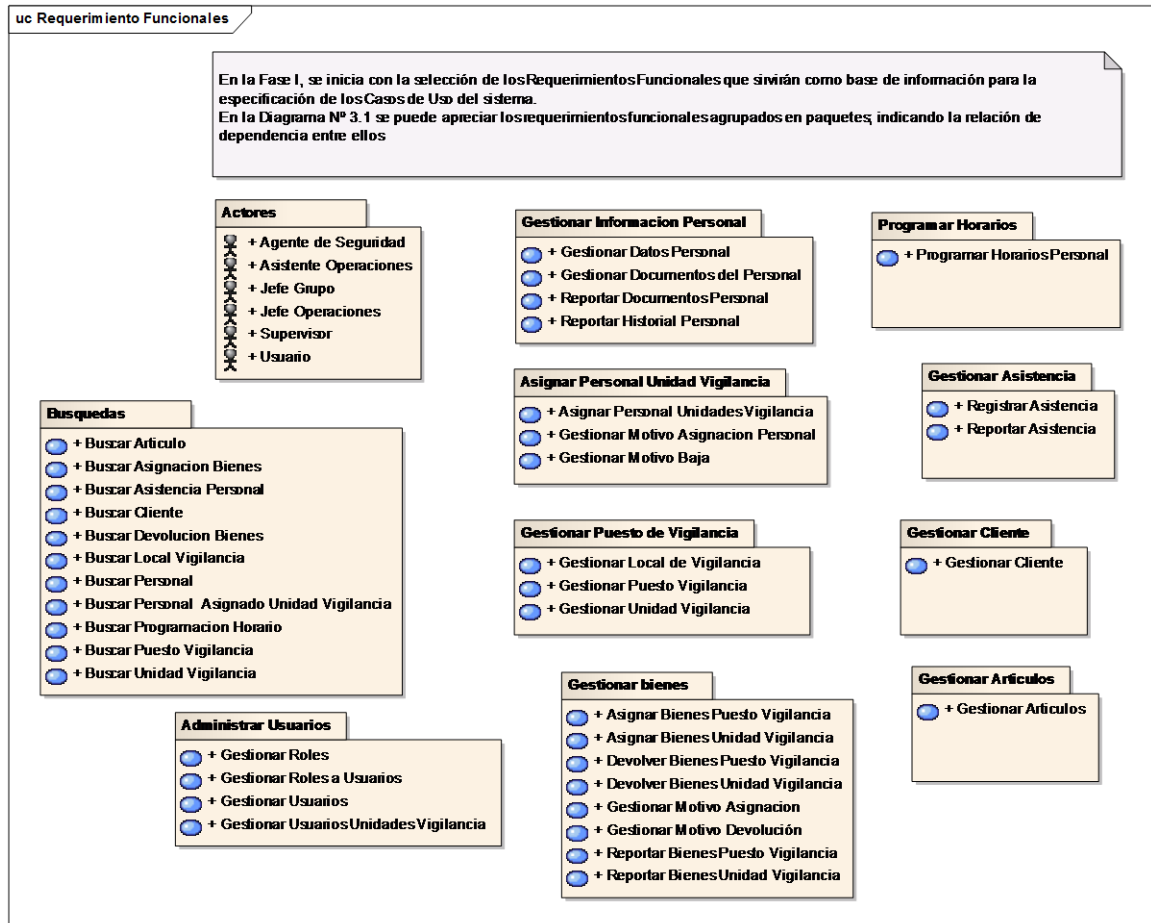 uc Requerimiento Funcionales
En la Fase I, se inicia con la selección de los Requerimientos Funcionales que sirvirán como base de información para la
especificación de los Casos de Uso del sistema.
En la Diagrama Nº 3.1 se puede apreciar los requerimientos funcionales agrupados en paquetes; indicando la relación de
dependencia entre ellos
Actores
+ Agente de Seguridad
+ Asistente Operaciones
+ Jefe Grupo
+ Jefe Operaciones
+ Supervisor
+ Usuario
Gestionar Informacion Personal
+ Gestionar Datos Personal
+ Gestionar Documentos del Personal
+ Reportar Documentos Personal
+ Reportar Historial Personal
Programar Horarios
+ Programar Horarios Personal
Asignar Personal Unidad Vigilancia
+ Asignar Personal Unidades Vigilancia
+ Gestionar Motivo Asignacion Personal
+ Gestionar Motivo Baja
Gestionar Asistencia
+ Registrar Asistencia
+ Reportar Asistencia
Busquedas
+ Buscar Articulo
+ Buscar Asignacion Bienes
+ Buscar Asistencia Personal
+ Buscar Cliente
+ Buscar Devolucion Bienes
+ Buscar Local Vigilancia
+ Buscar Personal
+ Buscar Personal Asignado Unidad Vigilancia
+ Buscar Programacion Horario
+ Buscar Puesto Vigilancia
+ Buscar Unidad Vigilancia
Gestionar Puesto de Vigilancia
+ Gestionar Local de Vigilancia
+ Gestionar Puesto Vigilancia
+ Gestionar Unidad Vigilancia
Gestionar Cliente
+ Gestionar Cliente
Administrar Usuarios
+ Gestionar Roles
+ Gestionar Roles a Usuarios
+ Gestionar Usuarios
+ Gestionar Usuarios Unidades Vigilancia
Gestionar bienes
+ Asignar Bienes Puesto Vigilancia
+ Asignar Bienes Unidad Vigilancia
+ Devolver Bienes Puesto Vigilancia
+ Devolver Bienes Unidad Vigilancia
+ Gestionar Motivo Asignacion
+ Gestionar Motivo Devolución
+ Reportar Bienes Puesto Vigilancia
+ Reportar Bienes Unidad Vigilancia
Gestionar Articulos
+ Gestionar Articulos